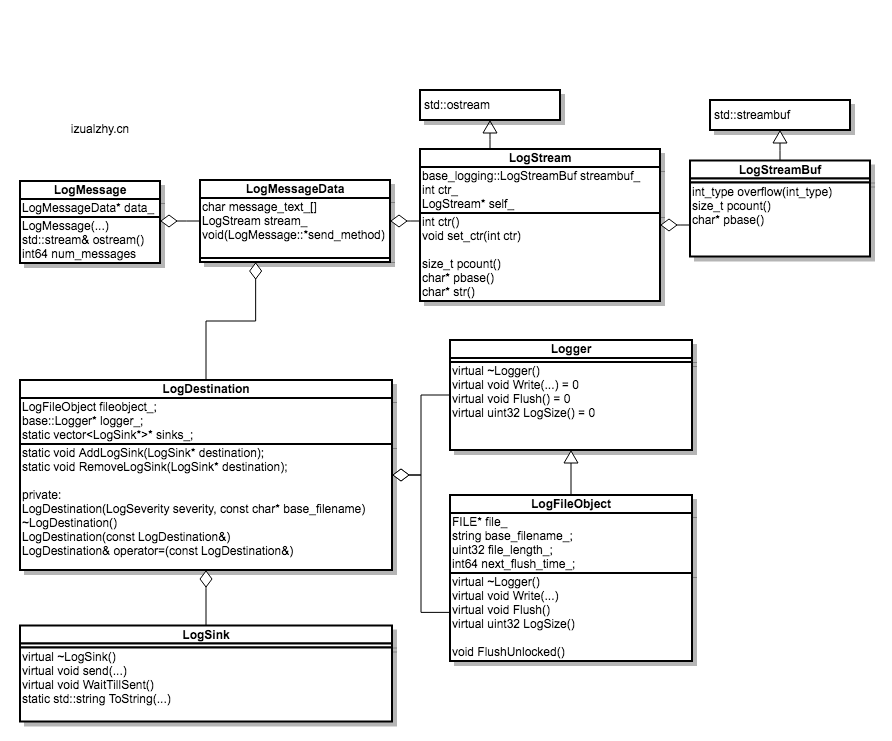 std::ostream
std::streambuf
izualzhy.cn
LogMessage
LogMessageData* data_
LogMessage(...)
std::stream& ostream()
int64 num_messages
LogMessageData
char message_text_[]
LogStream stream_
void(LogMessage::*send_method)
LogStream
base_logging::LogStreamBuf streambuf_
int ctr_
LogStream* self_
int ctr()
void set_ctr(int ctr)
size_t pcount()
char* pbase()
char* str()
LogStreamBuf
int_type overflow(int_type)
size_t pcount()
char* pbase()
LogDestination
LogFileObject fileobject_;
base::Logger* logger_;
static vector<LogSink*>* sinks_;
static void AddLogSink(LogSink* destination);
static void RemoveLogSink(LogSink* destination);
private:
LogDestination(LogSeverity severity, const char* base_filename)
~LogDestination()
LogDestination(const LogDestination&)
LogDestination& operator=(const LogDestination&)
Logger
virtual ~Logger()
virtual void Write(...) = 0
virtual void Flush() = 0
virtual uint32 LogSize() = 0
LogFileObject
FILE* file_
string base_filename_;
uint32 file_length_;
int64 next_flush_time_;
virtual ~Logger()
virtual void Write(...)
virtual void Flush()
virtual uint32 LogSize()
void FlushUnlocked()
LogSink
virtual ~LogSink()
virtual void send(...)
virtual void WaitTillSent()
static std::string ToString(...)